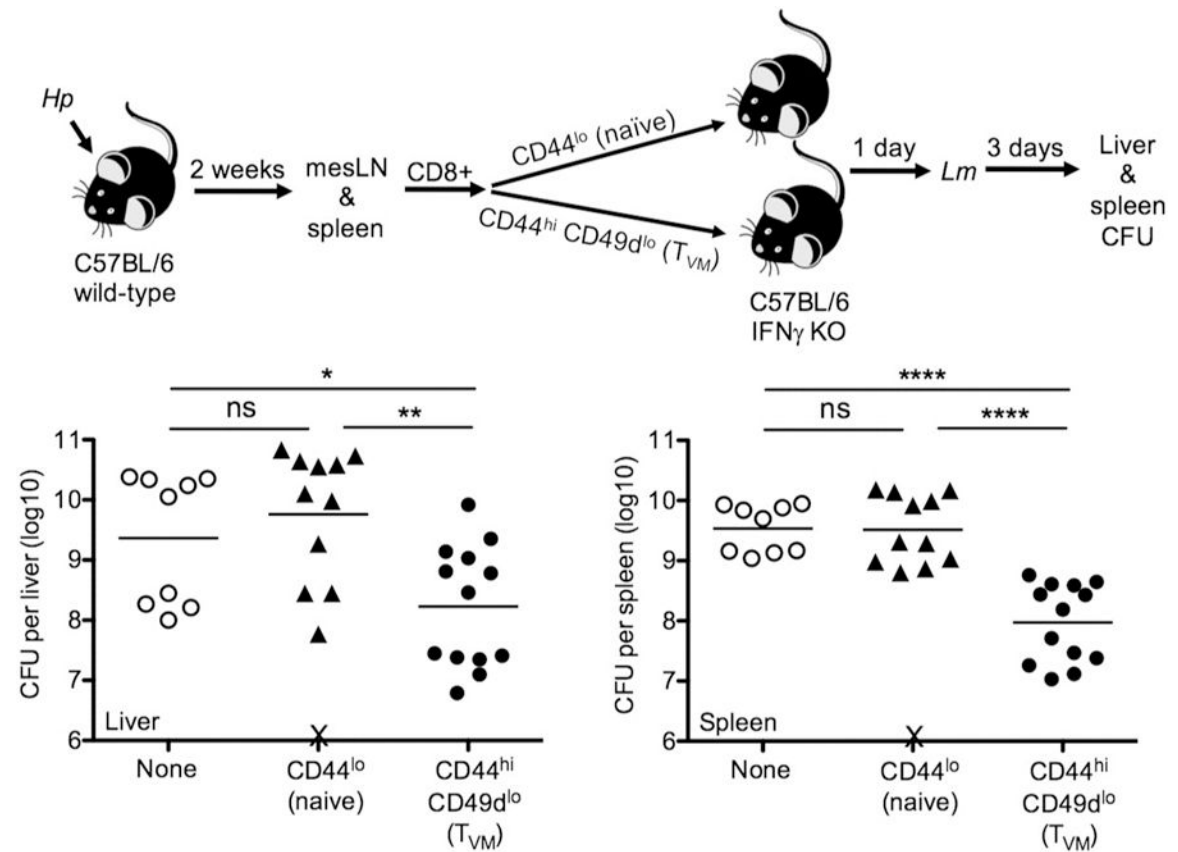 Hp
2 weeks
mesLN
&
spleen
CD8+
CD44lo (naïve)
CD44hi CD49dlo (TVM)
1 day
Lm
3 days
Liver
&
spleen
CFU
C57BL/6
wild-type
C57BL/6
IFNγ KO
*
ns
**
CFU per liver (log10)
11
10
9
8
7
6
Liver
X
None
CD44lo
(naive)
CD44hi
CD49dlo
(TVM)
****
ns
****
CFU per spleen (log10)
11
10
9
8
7
6
Spleen
X
None
CD44lo
(naive)
CD44hi
CD49dlo
(TVM)